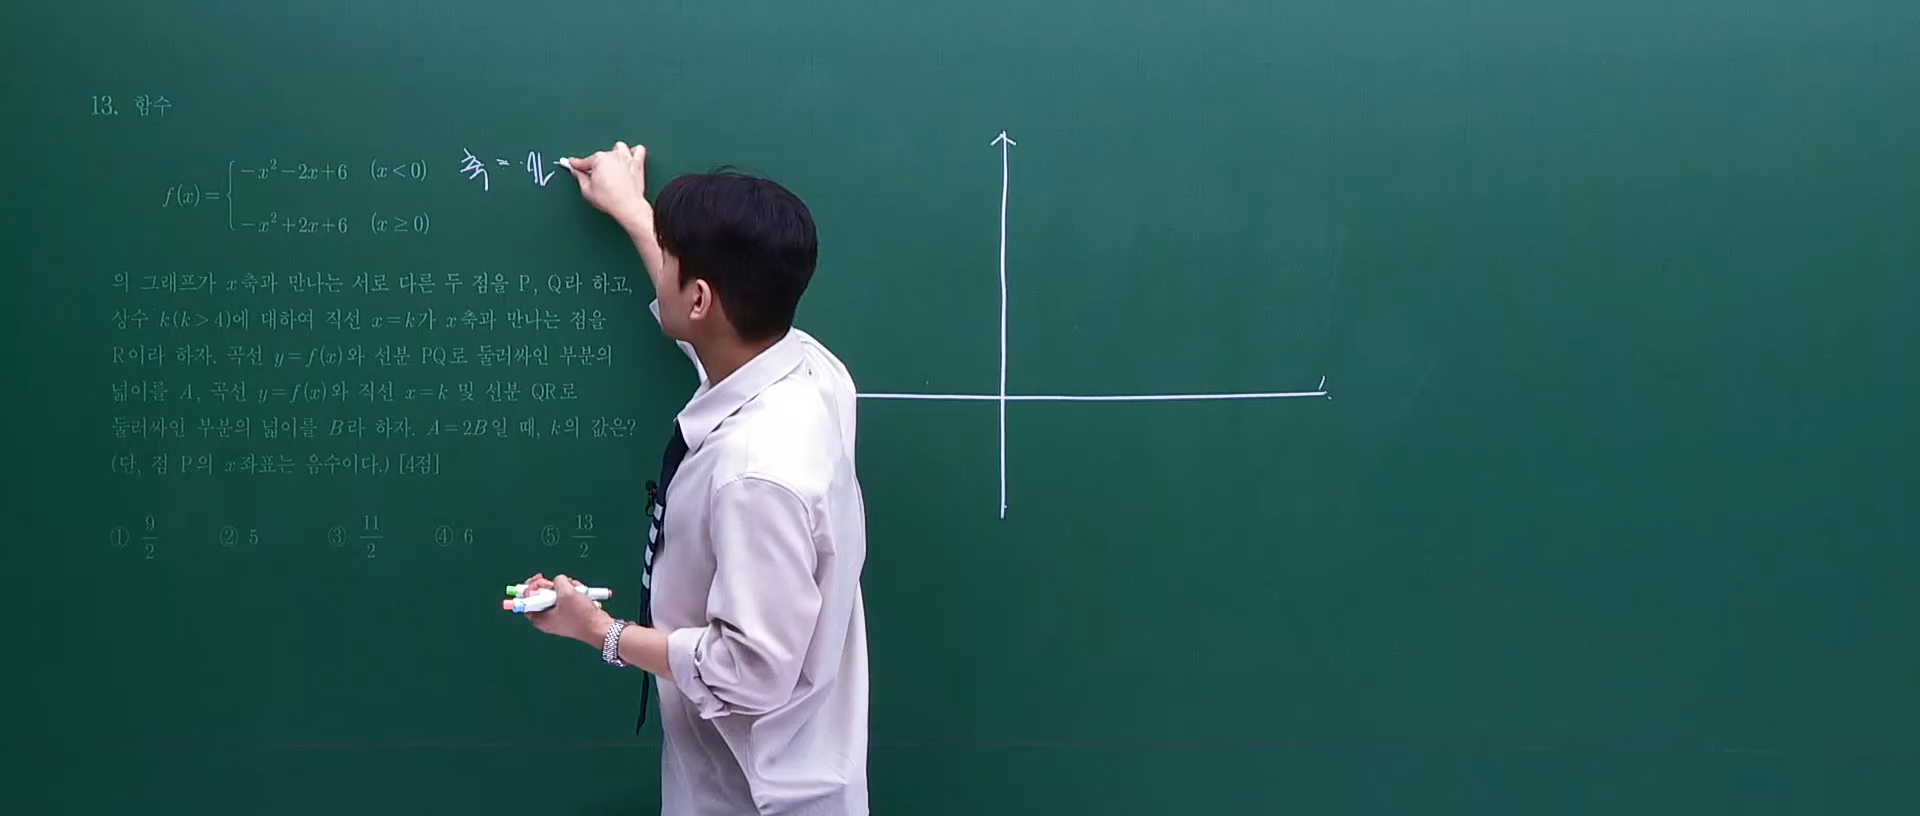 13. 함수
f(x) = { -x² - 2x + 6 (x < 0)
-x² + 2x + 6 (x ≥ 0)
축 =
의 그래프가 x축과 만나는 서로 다른 두 점을 P, Q라 하고,
상수 k(k>4)에 대하여 직선 x=k가 x축과 만나는 점을
R이라 하자. 곡선 y=f(x)와 선분 PQ로 둘러싸인 부분의
넓이를 A, 곡선 y=f(x)와 직선 x=k 및 선분 QR로
둘러싸인 부분의 넓이를 B라 하자. A=2B일 때, k의 값은?
(단, 점 P의 x좌표는 음수이다.) [4점]
① 9/2 ② 5 ③ 11/2 ④ 6 ⑤ 13/2